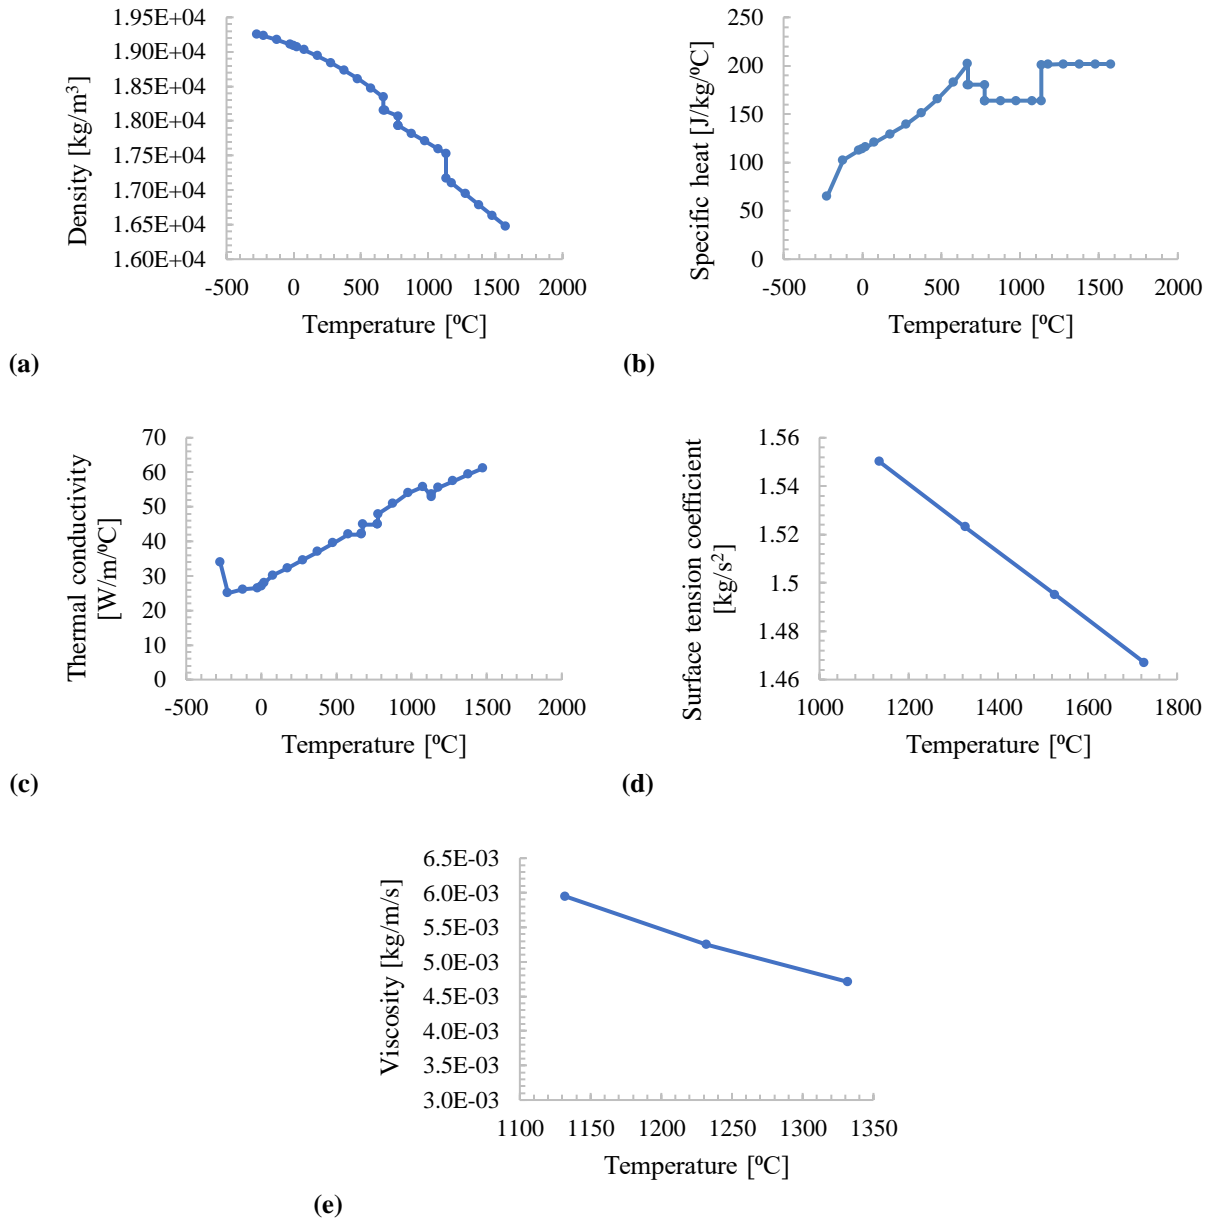 Density [kg/m³]
1.95E+04
1.90E+04
1.85E+04
1.80E+04
1.75E+04
1.70E+04
1.65E+04
1.60E+04
-500 0 500 1000 1500 2000
Temperature [ºC]
(a)
Specific heat [J/kg/ºC]
250
200
150
100
50
0
-500 0 500 1000 1500 2000
Temperature [ºC]
(b)
Thermal conductivity
[W/m/ºC]
70
60
50
40
30
20
10
0
-500 0 500 1000 1500 2000
Temperature [ºC]
(c)
Surface tension coefficient
[kg/s²]
1.56
1.54
1.52
1.5
1.48
1.46
1000 1200 1400 1600 1800
Temperature [ºC]
(d)
Viscosity [kg/m/s]
6.5E-03
6.0E-03
5.5E-03
5.0E-03
4.5E-03
4.0E-03
3.5E-03
3.0E-03
1100 1150 1200 1250 1300 1350
Temperature [ºC]
(e)